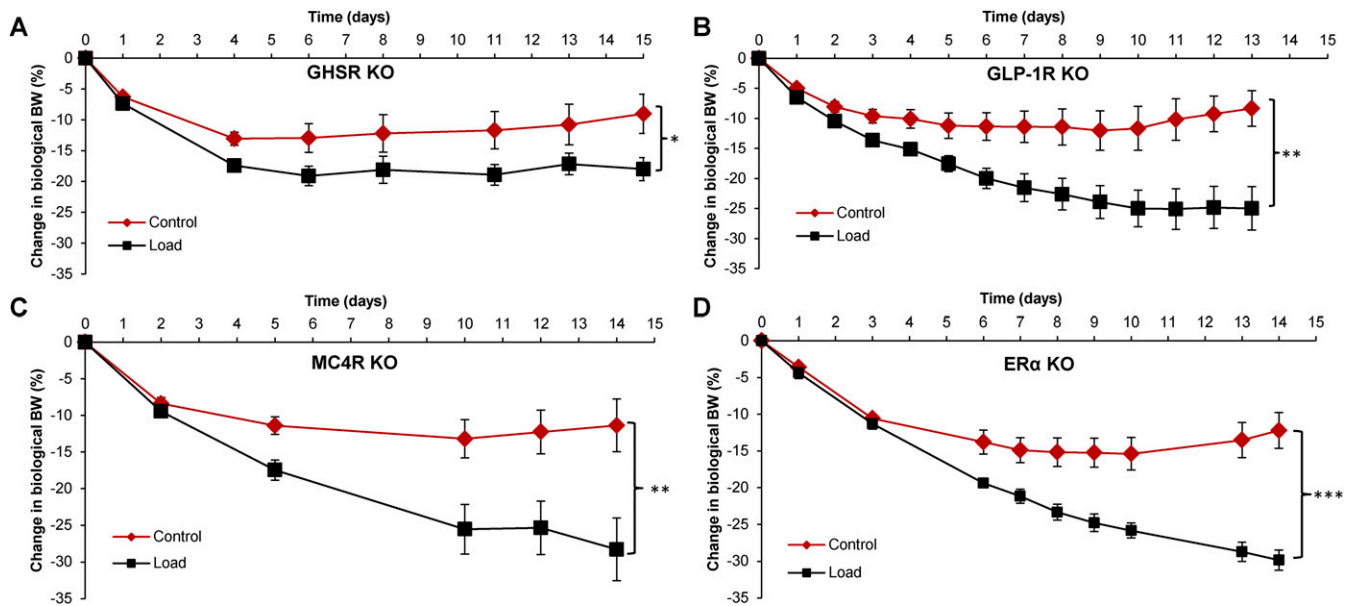 A
Time (days)
0 1 2 3 4 5 6 7 8 9 10 11 12 13 14 15
GHSR KO
Change in biological BW (%)
0
-5
-10
-15
-20
-25
-30
-35
Control
Load
*
B
Time (days)
0 1 2 3 4 5 6 7 8 9 10 11 12 13 14 15
GLP-1R KO
Change in biological BW (%)
0
-5
-10
-15
-20
-25
-30
-35
Control
Load
**
C
Time (days)
0 1 2 3 4 5 6 7 8 9 10 11 12 13 14 15
MC4R KO
Change in biological BW (%)
0
-5
-10
-15
-20
-25
-30
-35
Control
Load
**
D
Time (days)
0 1 2 3 4 5 6 7 8 9 10 11 12 13 14 15
ERα KO
Change in biological BW (%)
0
-5
-10
-15
-20
-25
-30
-35
Control
Load
***